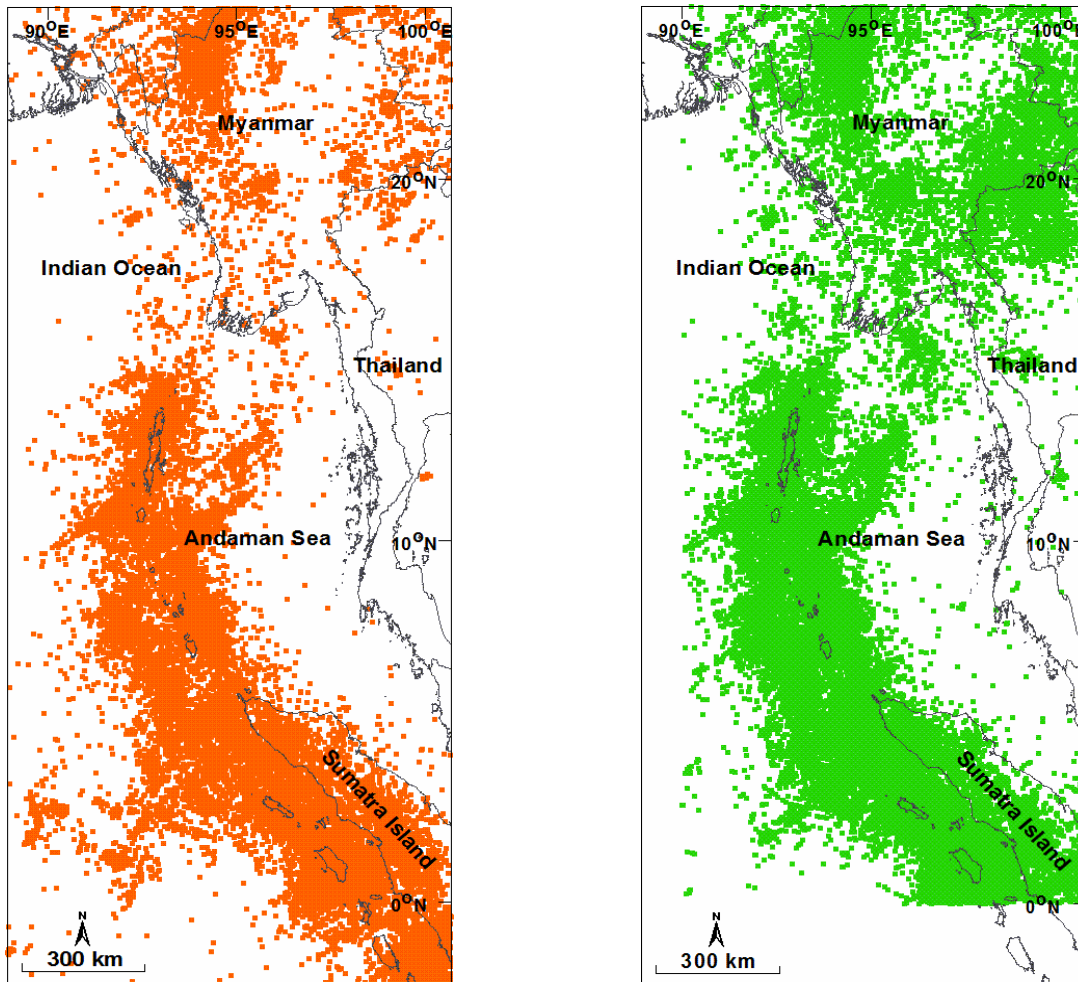 90°E
95°E
100°E
Myanmar
20°N
Indian Ocean
Thailand
Andaman Sea
10°N
Sumatra Island
0°N
N
300 km
90°E
95°E
100°E
Myanmar
20°N
Indian Ocean
Thailand
Andaman Sea
10°N
Sumatra Island
0°N
N
300 km